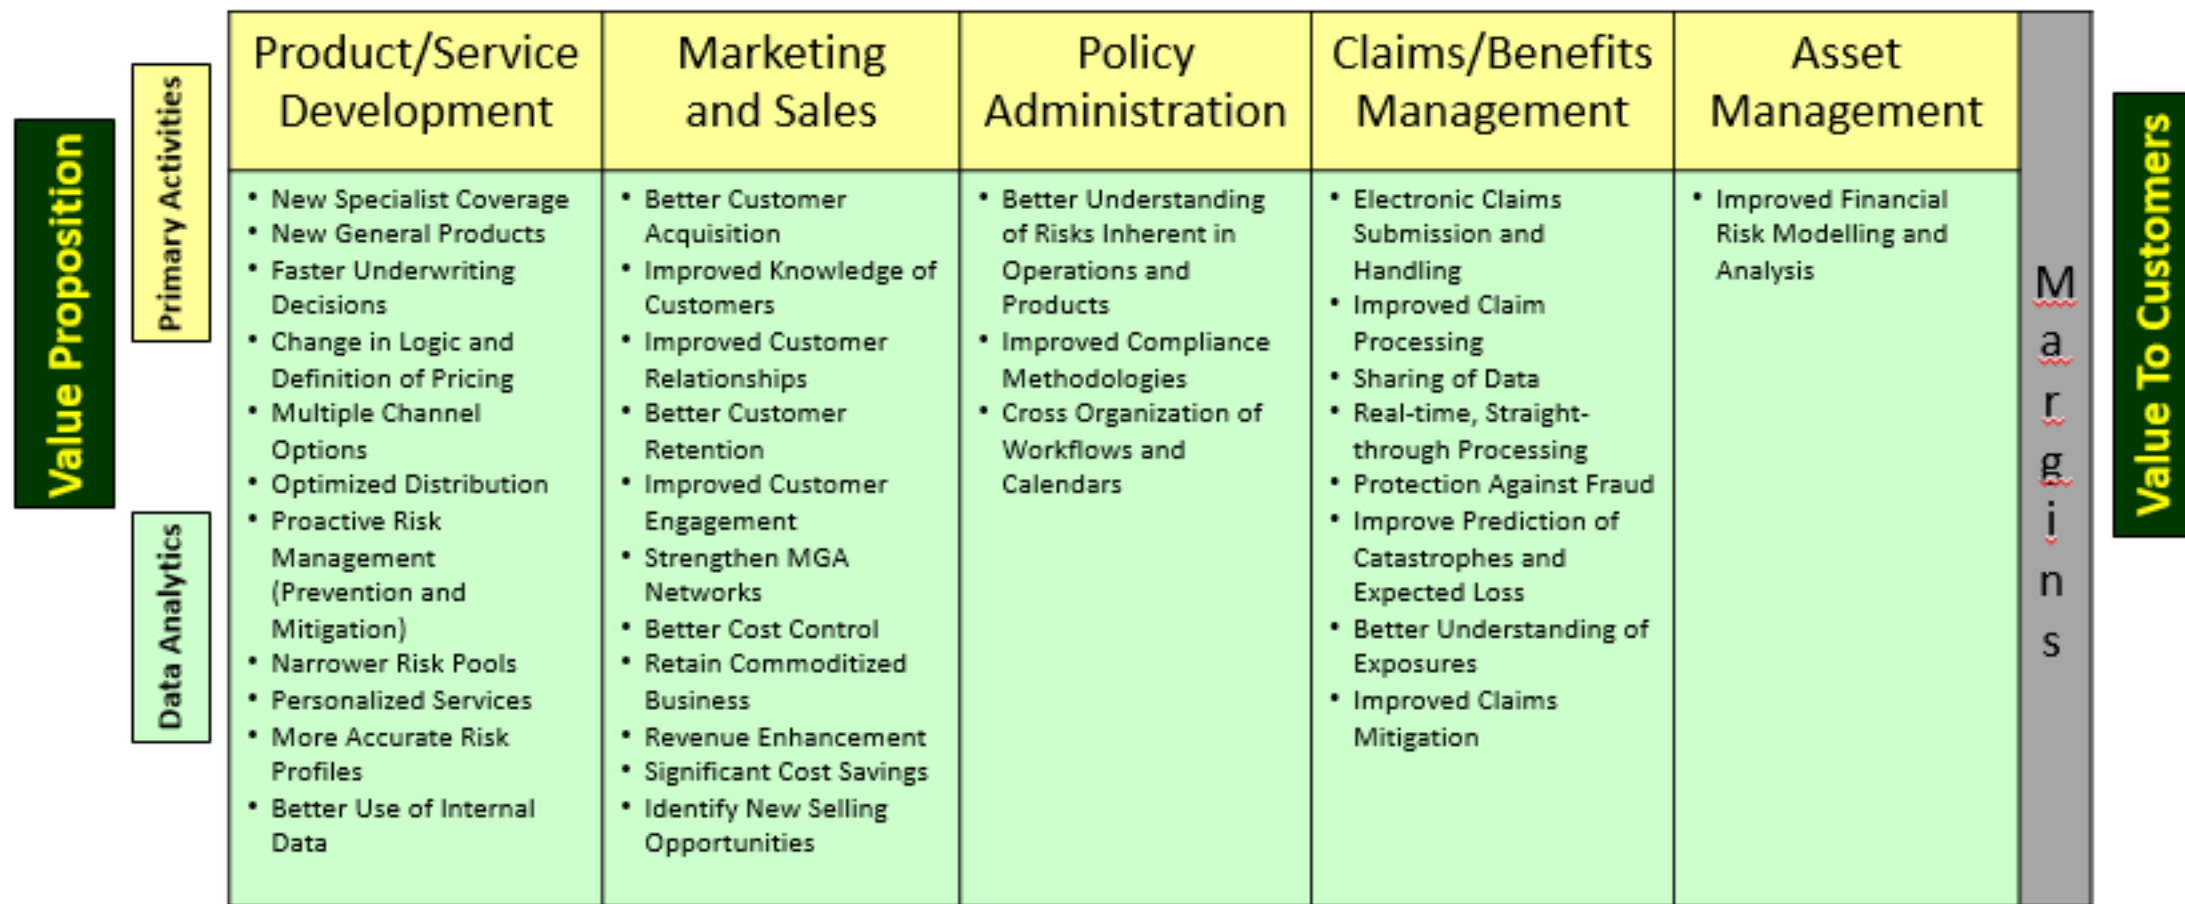 Value Proposition
Primary Activities
Data Analytics
Product/Service
Development
• New Specialist Coverage
• New General Products
• Faster Underwriting
Decisions
• Change in Logic and
Definition of Pricing
• Multiple Channel
Options
• Optimized Distribution
• Proactive Risk
Management
(Prevention and
Mitigation)
• Narrower Risk Pools
• Personalized Services
• More Accurate Risk
Profiles
• Better Use of Internal
Data
Marketing
and Sales
• Better Customer
Acquisition
• Improved Knowledge of
Customers
• Improved Customer
Relationships
• Better Customer
Retention
• Improved Customer
Engagement
• Strengthen MGA
Networks
• Better Cost Control
• Retain Commoditized
Business
• Revenue Enhancement
• Significant Cost Savings
• Identify New Selling
Opportunities
Policy
Administration
• Better Understanding
of Risks Inherent in
Operations and
Products
• Improved Compliance
Methodologies
• Cross Organization of
Workflows and
Calendars
Claims/Benefits
Management
• Electronic Claims
Submission and
Handling
• Improved Claim
Processing
• Sharing of Data
• Real-time, Straight-
through Processing
• Protection Against Fraud
• Improve Prediction of
Catastrophes and
Expected Loss
• Better Understanding of
Exposures
• Improved Claims
Mitigation
Asset
Management
• Improved Financial
Risk Modelling and
Analysis
Margins
Value To Customers